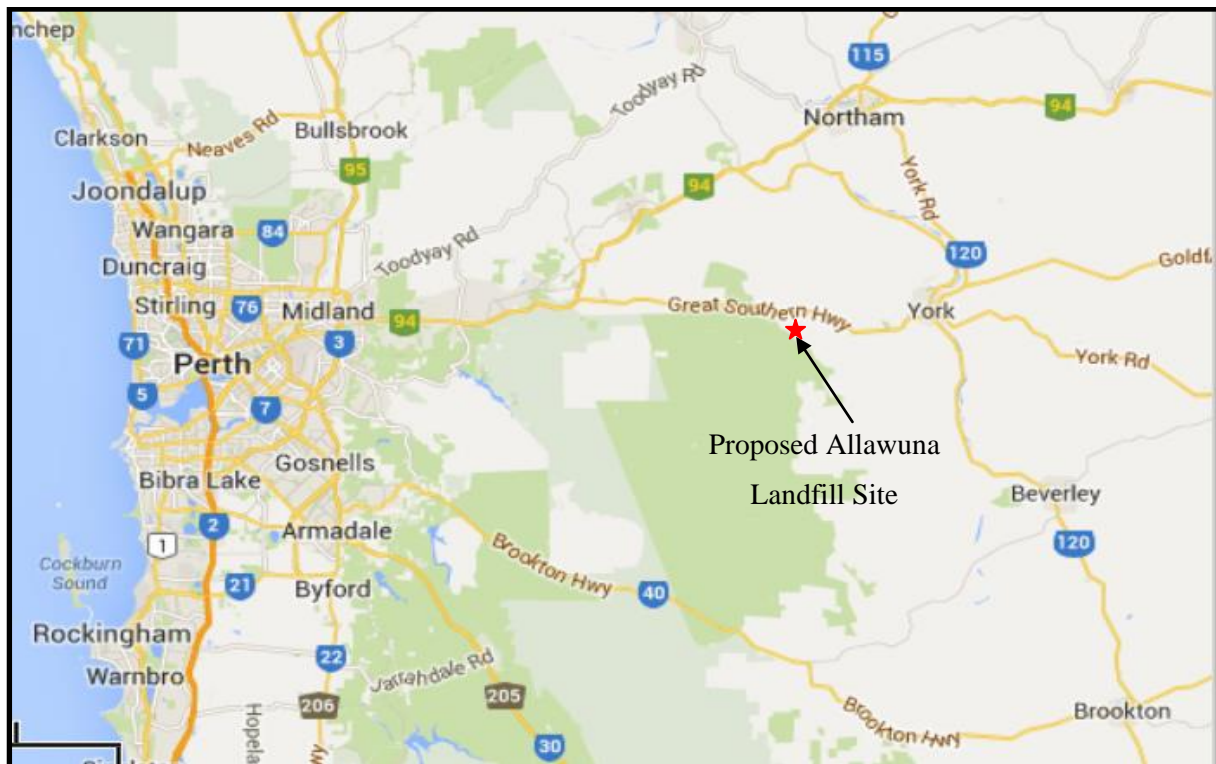 nchep
Clarkson
Neaves Rd
Bullsbrook
Toodyay Rd
115
Northam
94
95
Joondalup
94
York Rd
Wangara
84
Toodyay Rd
120
Duncraig
Goldf
Stirling
76
Midland
94
Great Southern Hwy
York
71
3
Perth
York Rd
5
7
Proposed Allawuna
Landfill Site
Gosnells
Bibra Lake
Beverley
2
Armadale
1
Brookton Hwy
120
Cockburn
Sound
21
Byford
40
Rockingham
22
Jarrahdale Rd
Warnbro
205
206
Hopela
Brookton Hwy
Brookton
30
wy